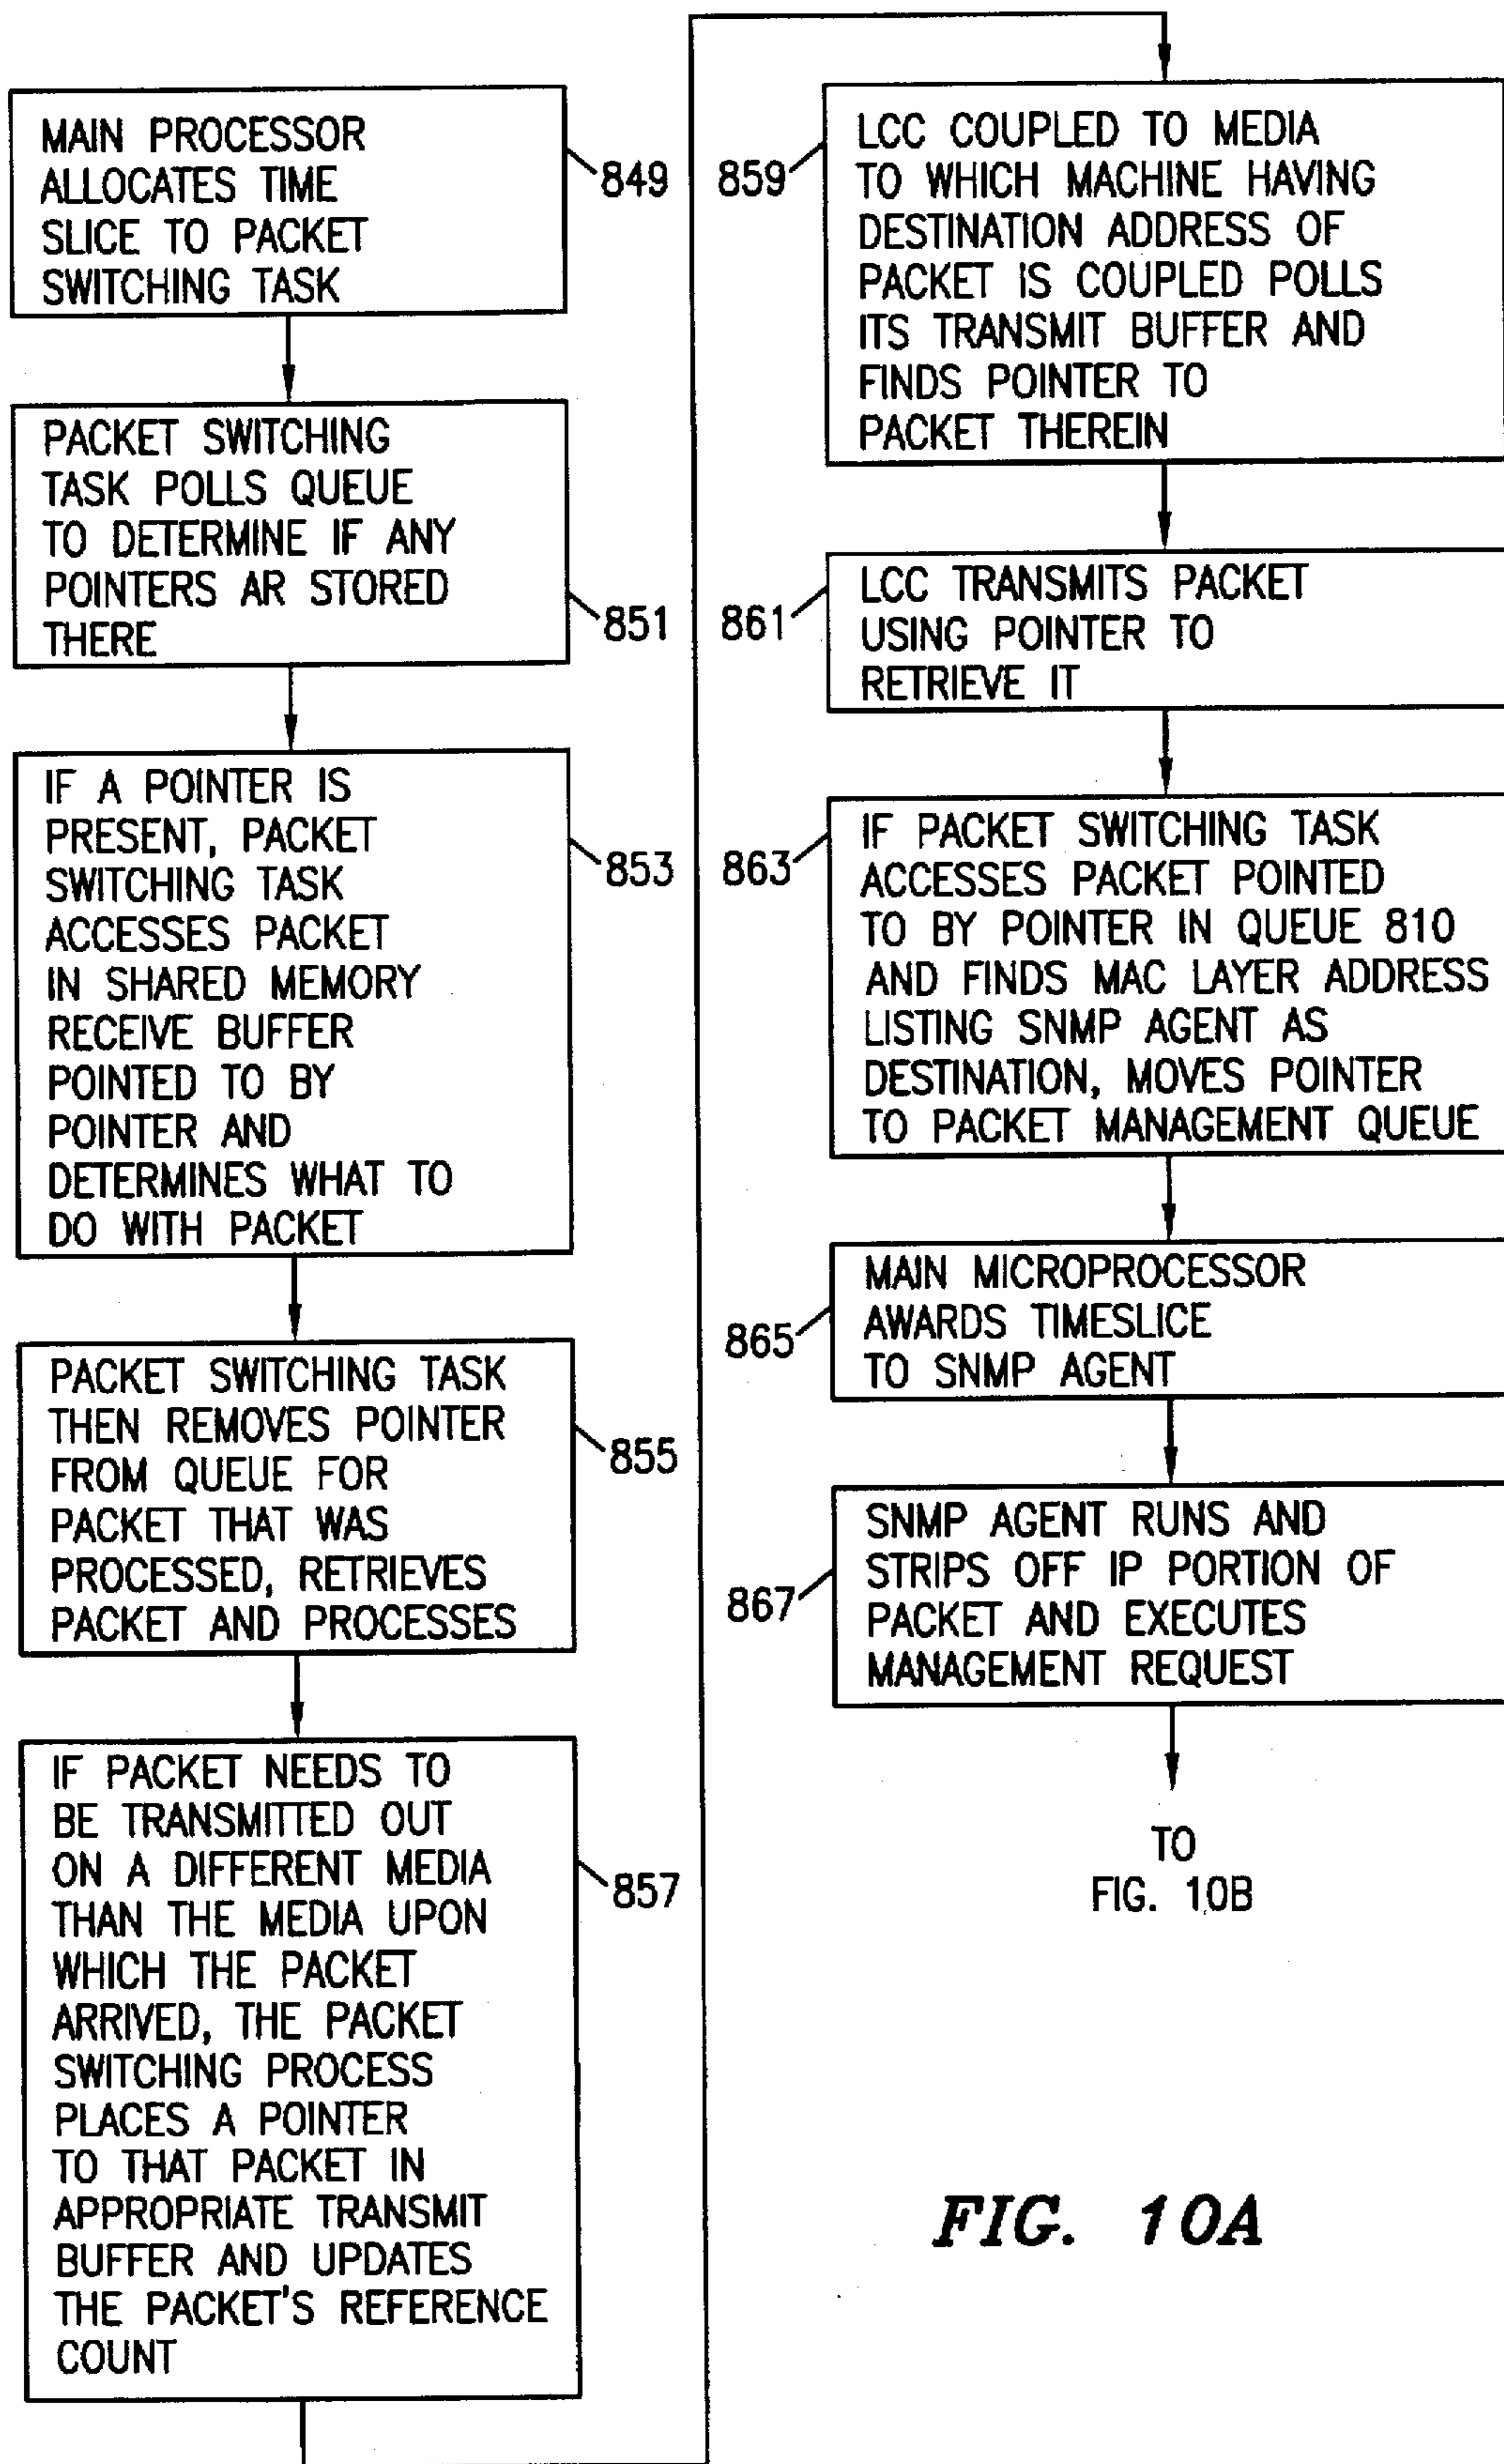 MAIN PROCESSOR
ALLOCATES TIME
SLICE TO PACKET
SWITCHING TASK
849
PACKET SWITCHING
TASK POLLS QUEUE
TO DETERMINE IF ANY
POINTERS AR STORED
THERE
851
IF A POINTER IS
PRESENT, PACKET
SWITCHING TASK
ACCESSES PACKET
IN SHARED MEMORY
RECEIVE BUFFER
POINTED TO BY
POINTER AND
DETERMINES WHAT TO
DO WITH PACKET
853
PACKET SWITCHING TASK
THEN REMOVES POINTER
FROM QUEUE FOR
PACKET THAT WAS
PROCESSED, RETRIEVES
PACKET AND PROCESSES
855
IF PACKET NEEDS TO
BE TRANSMITTED OUT
ON A DIFFERENT MEDIA
THAN THE MEDIA UPON
WHICH THE PACKET
ARRIVED, THE PACKET
SWITCHING PROCESS
PLACES A POINTER
TO THAT PACKET IN
APPROPRIATE TRANSMIT
BUFFER AND UPDATES
THE PACKET'S REFERENCE
COUNT
857
LCC COUPLED TO MEDIA
TO WHICH MACHINE HAVING
DESTINATION ADDRESS OF
PACKET IS COUPLED POLLS
ITS TRANSMIT BUFFER AND
FINDS POINTER TO
PACKET THEREIN
859
LCC TRANSMITS PACKET
USING POINTER TO
RETRIEVE IT
861
IF PACKET SWITCHING TASK
ACCESSES PACKET POINTED
TO BY POINTER IN QUEUE 810
AND FINDS MAC LAYER ADDRESS
LISTING SNMP AGENT AS
DESTINATION, MOVES POINTER
TO PACKET MANAGEMENT QUEUE
863
MAIN MICROPROCESSOR
AWARDS TIMESLICE
TO SNMP AGENT
865
SNMP AGENT RUNS AND
STRIPS OFF IP PORTION OF
PACKET AND EXECUTES
MANAGEMENT REQUEST
867
TO
FIG. 10B
FIG. 10A